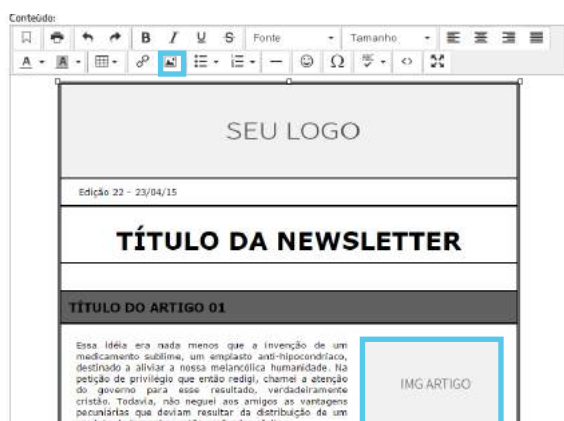 Conteúdo:
B I U S Fonte Tamanho
A A Ω ABC
SEU LOGO
Edição 22 - 23/04/15
TÍTULO DA NEWSLETTER
TÍTULO DO ARTIGO 01
Essa Idéia era nada menos que a invenção de um
medicamento sublime, um emplasto anti-hipocondríaco,
destinado a aliviar a nossa melancólica humanidade. Na
petição de privilégio que então redigi, chamei a atenção
do governo para esse resultado, verdadeiramente
cristão. Todavia, não neguei aos amigos as vantagens
pecuniárias que deviam resultar da distribuição de um
IMG ARTIGO